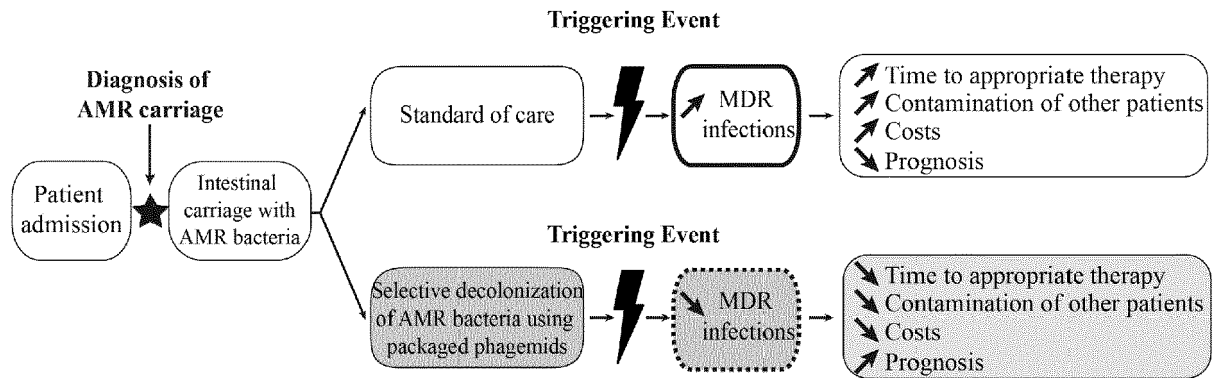 Triggering Event
Diagnosis of
AMR carriage
Standard of care
MDR
infections
Time to appropriate therapy
Contamination of other patients
Costs
Prognosis
Patient
admission
Intestinal
carriage with
AMR bacteria
Triggering Event
Selective decolonization
of AMR bacteria using
packaged phagemids
MDR
infections
Time to appropriate therapy
Contamination of other patients
Costs
Prognosis